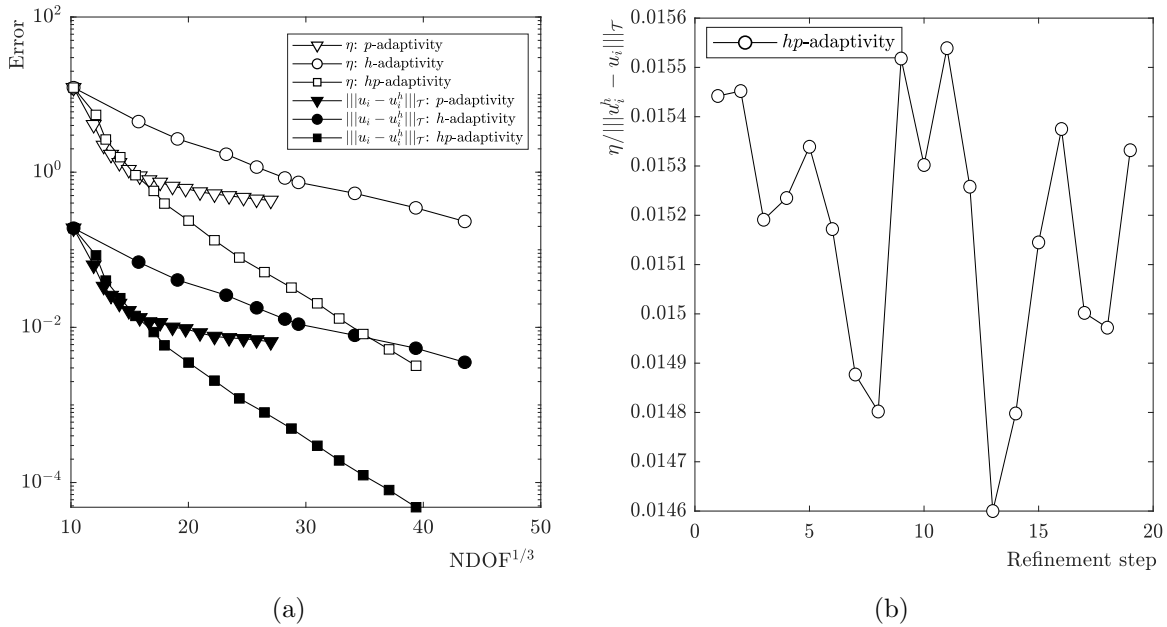 Error
10^2
10^0
10^{-2}
10^{-4}
η: p-adaptivity
η: h-adaptivity
η: hp-adaptivity
|||u_i − u_i^h|||_𝒯: p-adaptivity
|||u_i − u_i^h|||_𝒯: h-adaptivity
|||u_i − u_i^h|||_𝒯: hp-adaptivity
10 20 30 40 50
NDOF^{1/3}
(a)
η/|||u_i^h − u_i|||_𝒯
0.0156
0.0155
0.0154
0.0153
0.0152
0.0151
0.015
0.0149
0.0148
0.0147
0.0146
hp-adaptivity
0 5 10 15 20
Refinement step
(b)